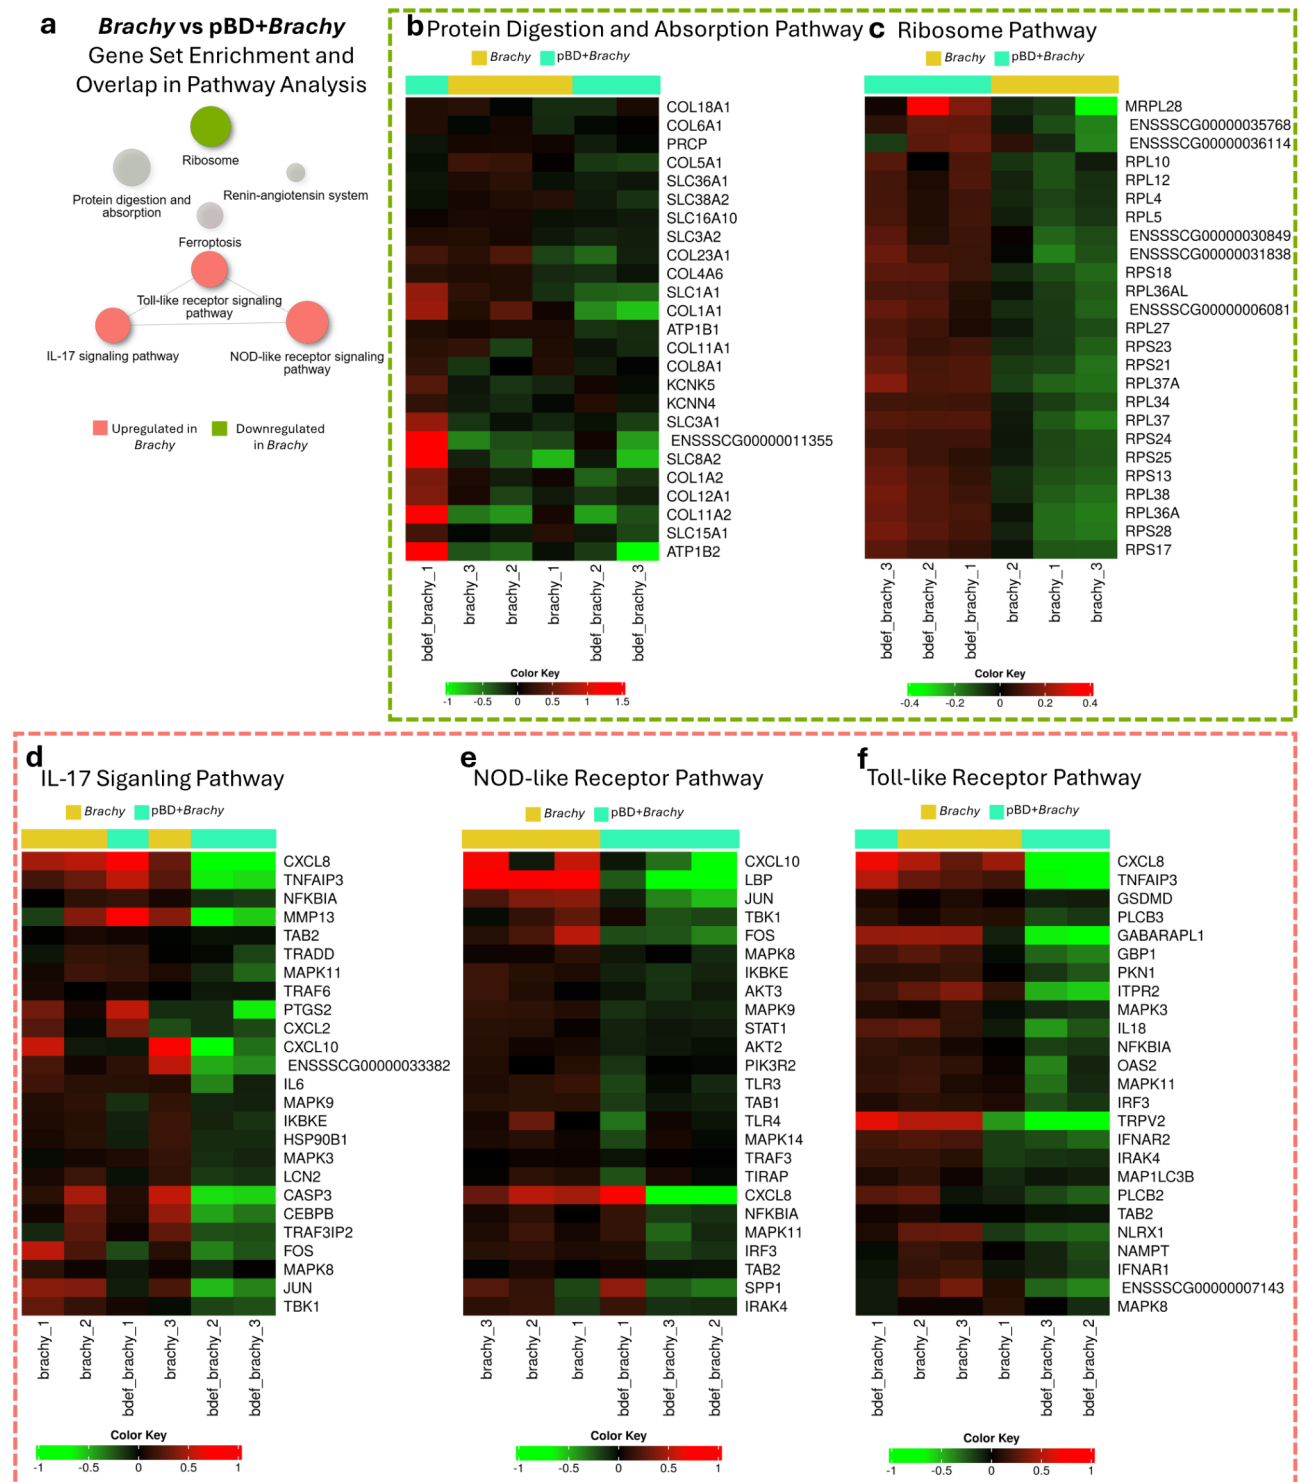 a
Brachy vs pBD+Brachy
Gene Set Enrichment and
Overlap in Pathway Analysis
Ribosome
Protein digestion and
absorption
Renin-angiotensin system
Ferroptosis
Toll-like receptor signaling
pathway
IL-17 signaling pathway
NOD-like receptor signaling
pathway
Upregulated in
Brachy
Downregulated
in Brachy
b Protein Digestion and Absorption Pathway
Brachy pBD+Brachy
COL18A1
COL6A1
PRCP
COL5A1
SLC36A1
SLC38A2
SLC16A10
SLC3A2
COL23A1
COL4A6
SLC1A1
COL1A1
ATP1B1
COL11A1
COL8A1
KCNK5
KCNN4
SLC3A1
ENSSSCG00000011355
SLC8A2
COL1A2
COL12A1
COL11A2
SLC15A1
ATP1B2
bdef_brachy_1
brachy_3
brachy_2
brachy_1
bdef_brachy_2
bdef_brachy_3
Color Key
-1 -0.5 0 0.5 1 1.5
c Ribosome Pathway
Brachy pBD+Brachy
MRPL28
ENSSSCG00000035768
ENSSSCG00000036114
RPL10
RPL12
RPL4
RPL5
ENSSSCG00000030849
ENSSSCG00000031838
RPS18
RPL36AL
ENSSSCG00000006081
RPL27
RPS23
RPS21
RPL37A
RPL34
RPL37
RPS24
RPS25
RPS13
RPL38
RPL36A
RPS28
RPS17
bdef_brachy_3
bdef_brachy_2
bdef_brachy_1
brachy_2
brachy_1
brachy_3
Color Key
-0.4 -0.2 0 0.2 0.4
d
IL-17 Siganling Pathway
Brachy pBD+Brachy
CXCL8
TNFAIP3
NFKBIA
MMP13
TAB2
TRADD
MAPK11
TRAF6
PTGS2
CXCL2
CXCL10
ENSSSCG00000033382
IL6
MAPK9
IKBKE
HSP90B1
MAPK3
LCN2
CASP3
CEBPB
TRAF3IP2
FOS
MAPK8
JUN
TBK1
brachy_1
brachy_2
bdef_brachy_1
brachy_3
bdef_brachy_2
bdef_brachy_3
Color Key
-1 -0.5 0 0.5 1
e
NOD-like Receptor Pathway
Brachy pBD+Brachy
CXCL10
LBP
JUN
TBK1
FOS
MAPK8
IKBKE
AKT3
MAPK9
STAT1
AKT2
PIK3R2
TLR3
TAB1
TLR4
MAPK14
TRAF3
TIRAP
CXCL8
NFKBIA
MAPK11
IRF3
TAB2
SPP1
IRAK4
brachy_3
brachy_2
brachy_1
bdef_brachy_1
bdef_brachy_3
bdef_brachy_2
Color Key
-1 -0.5 0 0.5 1
f
Toll-like Receptor Pathway
Brachy pBD+Brachy
CXCL8
TNFAIP3
GSDMD
PLCB3
GABARAPL1
GBP1
PKN1
ITPR2
MAPK3
IL18
NFKBIA
OAS2
MAPK11
IRF3
TRPV2
IFNAR2
IRAK4
MAP1LC3B
PLCB2
TAB2
NLRX1
NAMPT
IFNAR1
ENSSSCG00000007143
MAPK8
bdef_brachy_1
brachy_2
brachy_3
brachy_1
bdef_brachy_3
bdef_brachy_2
Color Key
-1 -0.5 0 0.5 1